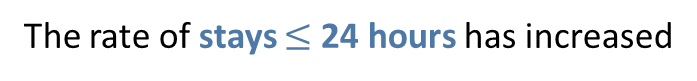 The rate of stays ≤ 24 hours has increased